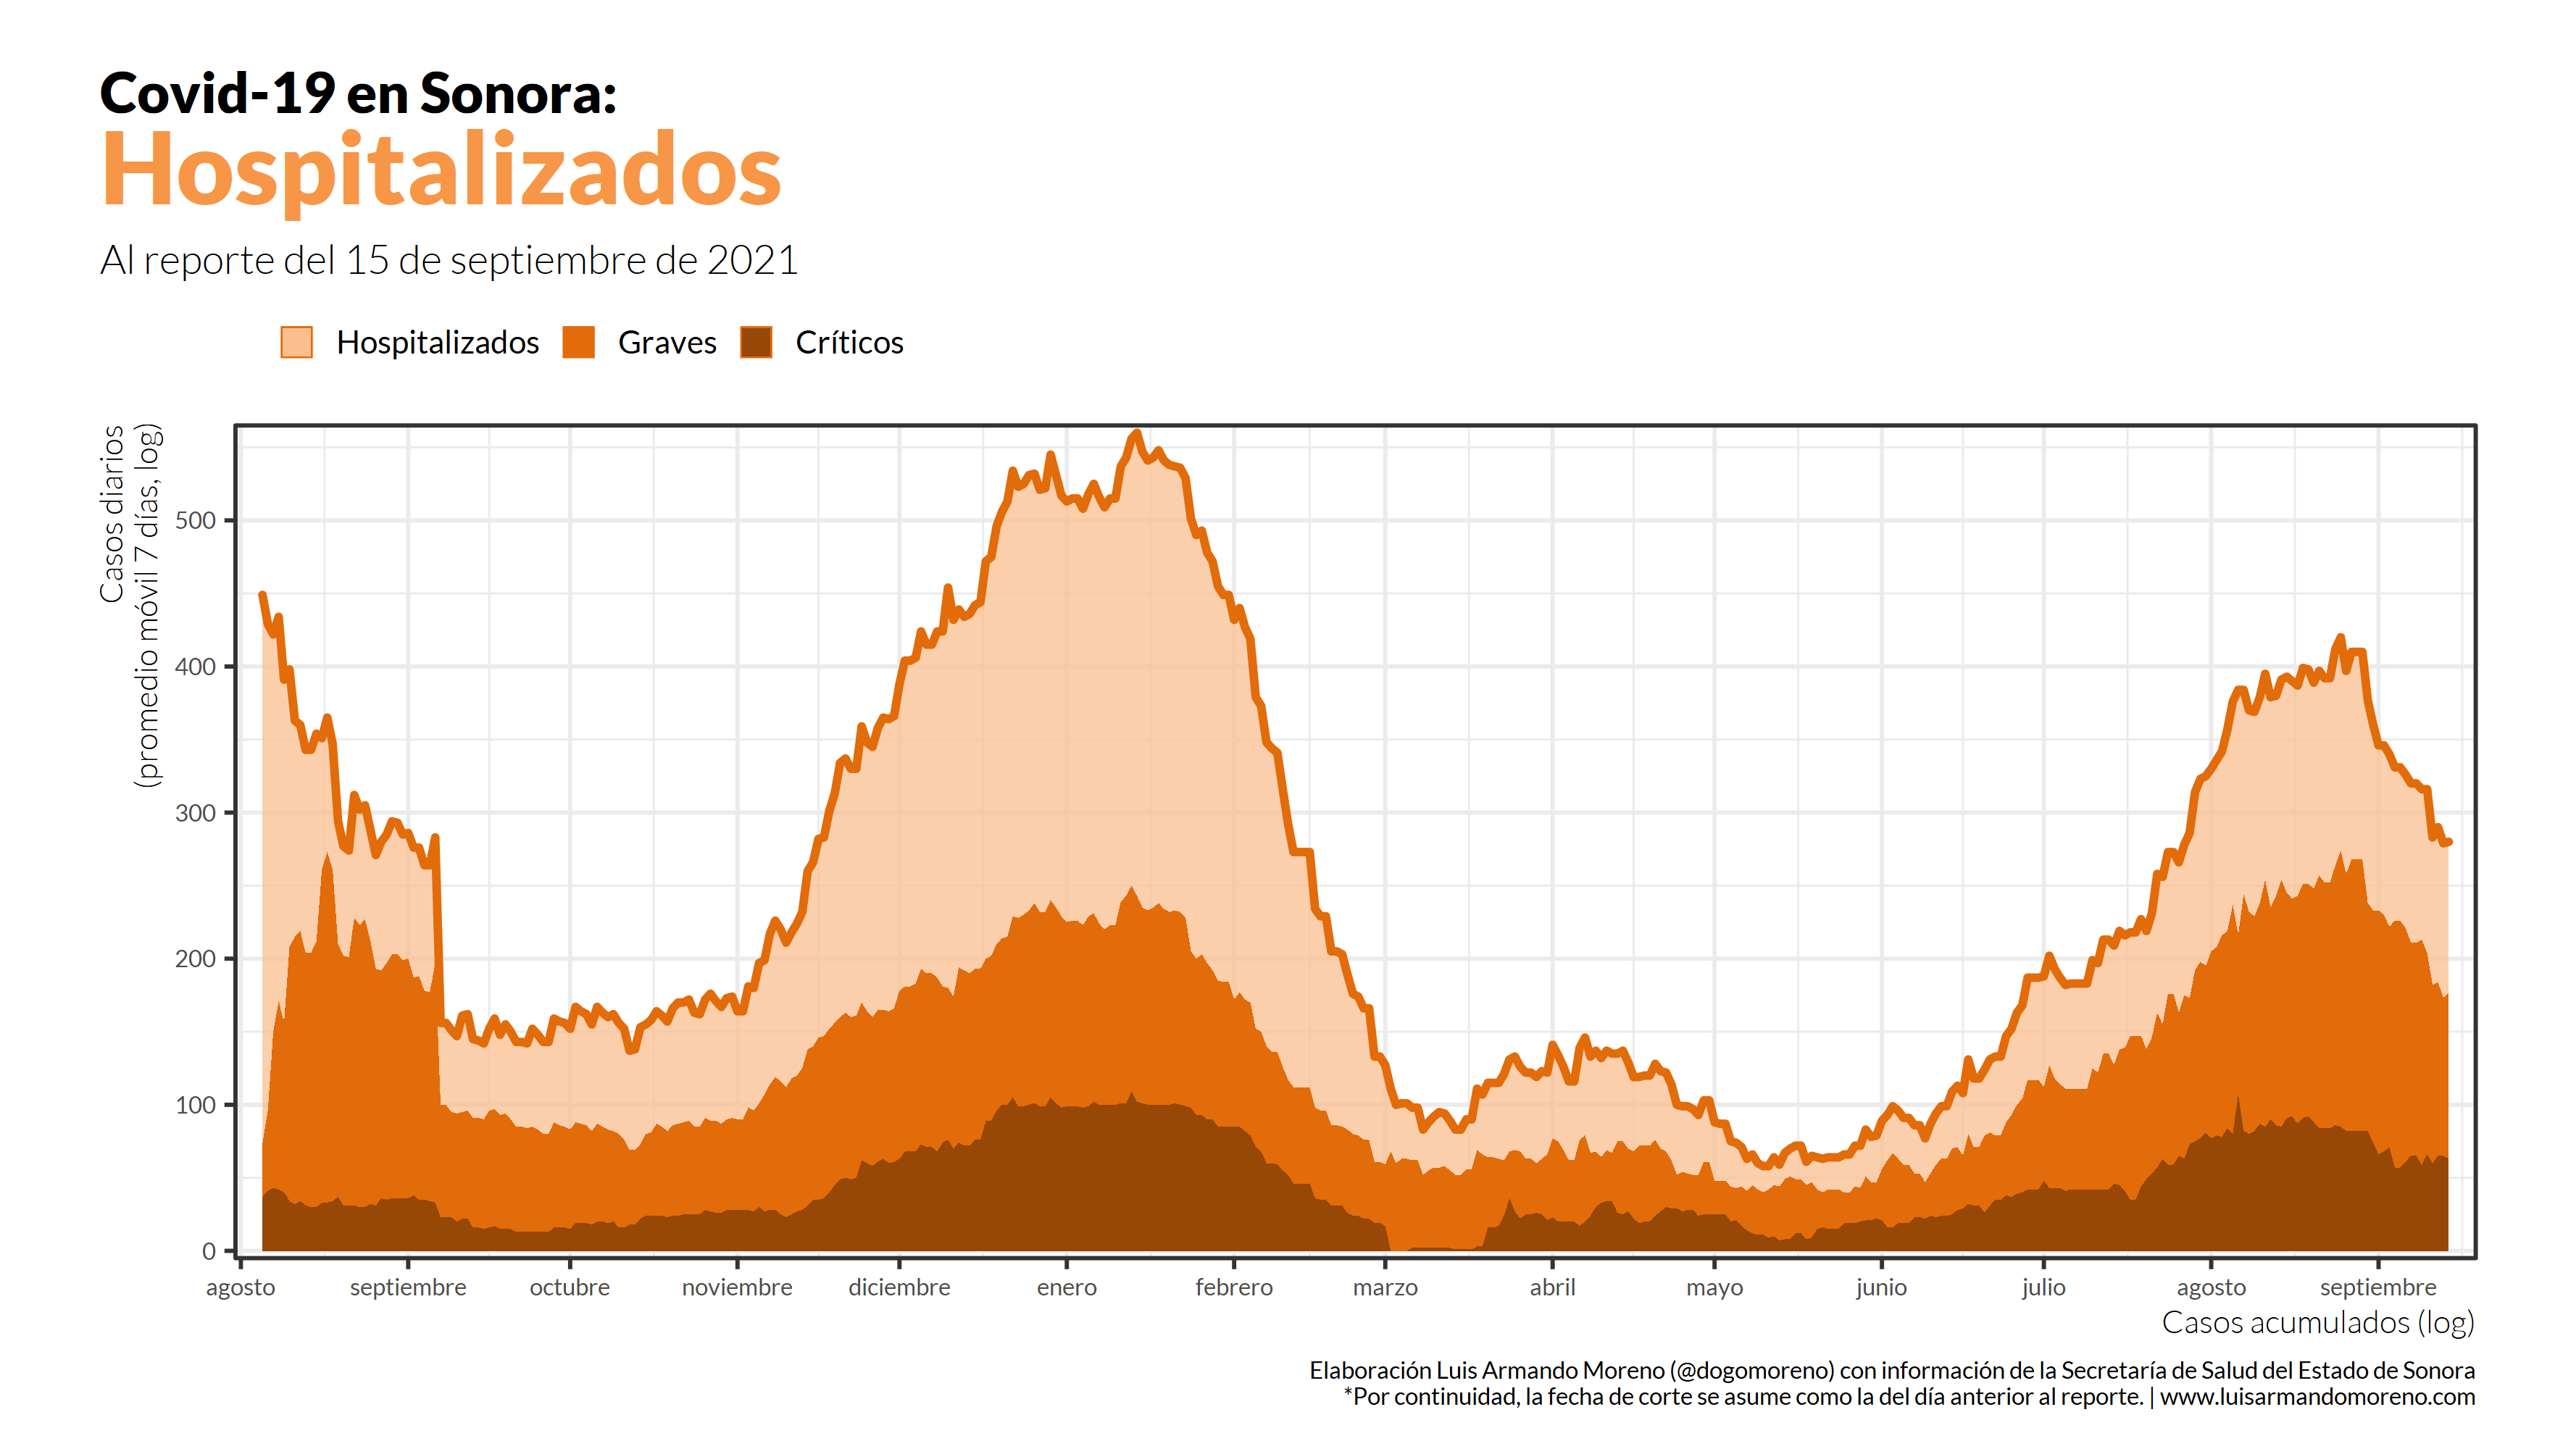 Covid-19 en Sonora:
Hospitalizados
Al reporte del 15 de septiembre de 2021
Hospitalizados Graves Críticos
Casos diarios
(promedio móvil 7 días, log)
500
400
300
200
100
0
agosto septiembre octubre noviembre diciembre enero febrero marzo abril mayo junio julio agosto septiembre
Casos acumulados (log)
Elaboración Luis Armando Moreno (@dogomoreno) con información de la Secretaría de Salud del Estado de Sonora
*Por continuidad, la fecha de corte se asume como la del día anterior al reporte. | www.luisarmandomoreno.com